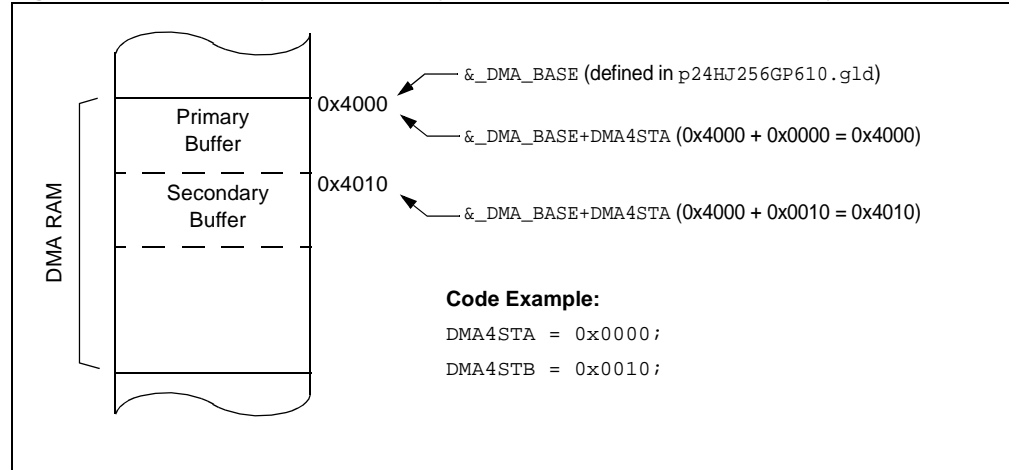 &_DMA_BASE (defined in p24HJ256GP610.gld)
0x4000
Primary
Buffer
&_DMA_BASE+DMA4STA (0x4000 + 0x0000 = 0x4000)
0x4010
Secondary
Buffer
&_DMA_BASE+DMA4STA (0x4000 + 0x0010 = 0x4010)
DMA RAM
Code Example:
DMA4STA = 0x0000;
DMA4STB = 0x0010;